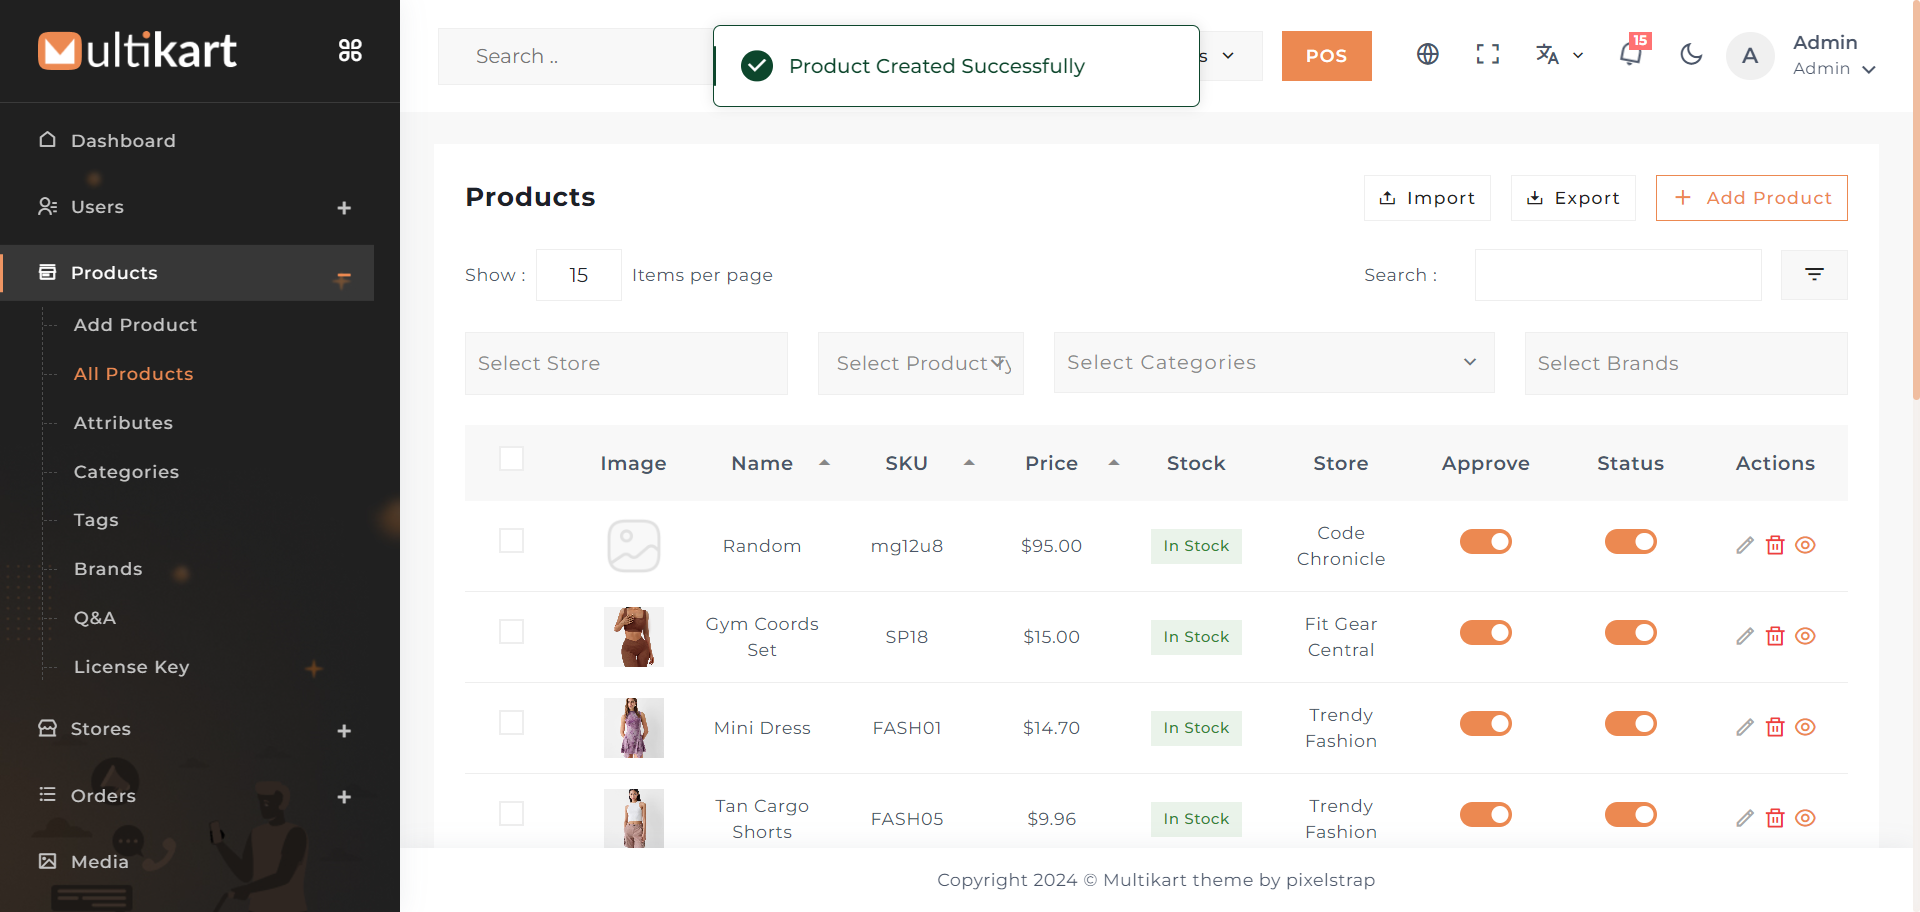 Multikart
Search ..
Product Created Successfully
s
POS
15
A
Admin
Admin
Dashboard
Users
Products
Add Product
All Products
Attributes
Categories
Tags
Brands
Q&A
License Key
Stores
Orders
Media
Products
Import
Export
Add Product
Show :
15
Items per page
Search :
Select Store
Select Product Ty
Select Categories
Select Brands
Image Name SKU Price Stock Store Approve Status Actions
Random mg12u8 $95.00 In Stock Code
Chronicle
Gym Coords
Set SP18 $15.00 In Stock Fit Gear
Central
Mini Dress FASH01 $14.70 In Stock Trendy
Fashion
Tan Cargo
Shorts FASH05 $9.96 In Stock Trendy
Fashion
Copyright 2024 © Multikart theme by pixelstrap